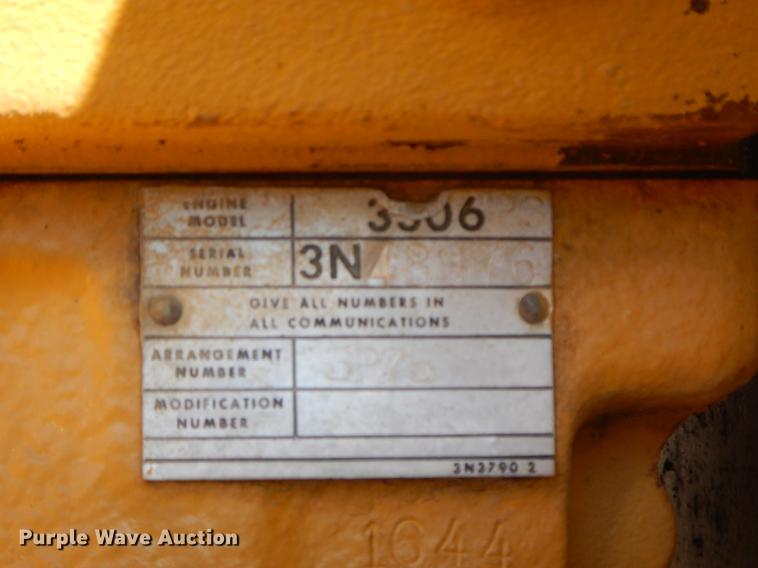 ENGINE MODEL 3306
SERIAL NUMBER 3N
GIVE ALL NUMBERS IN
ALL COMMUNICATIONS
ARRANGEMENT NUMBER
MODIFICATION NUMBER
3N3790 2
1644
Purple Wave Auction